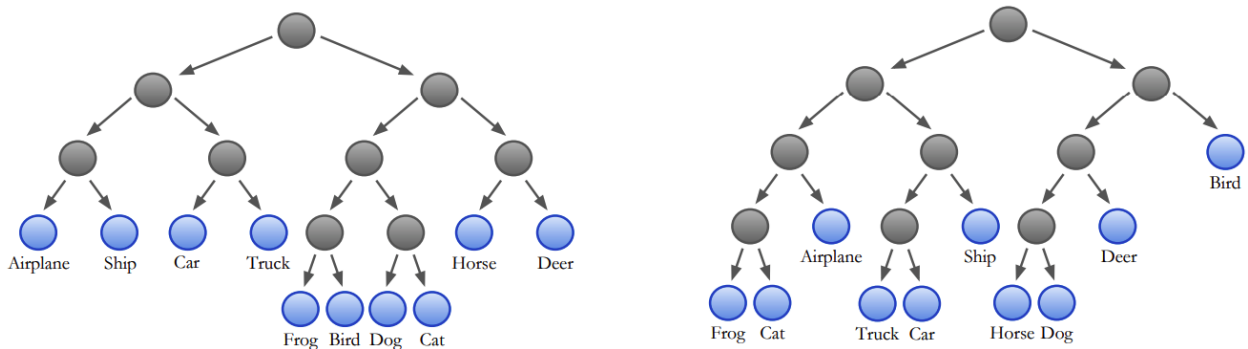 Airplane Ship Car Truck Horse Deer
Frog Bird Dog Cat
Bird
Airplane Ship Deer
Frog Cat Truck Car Horse Dog